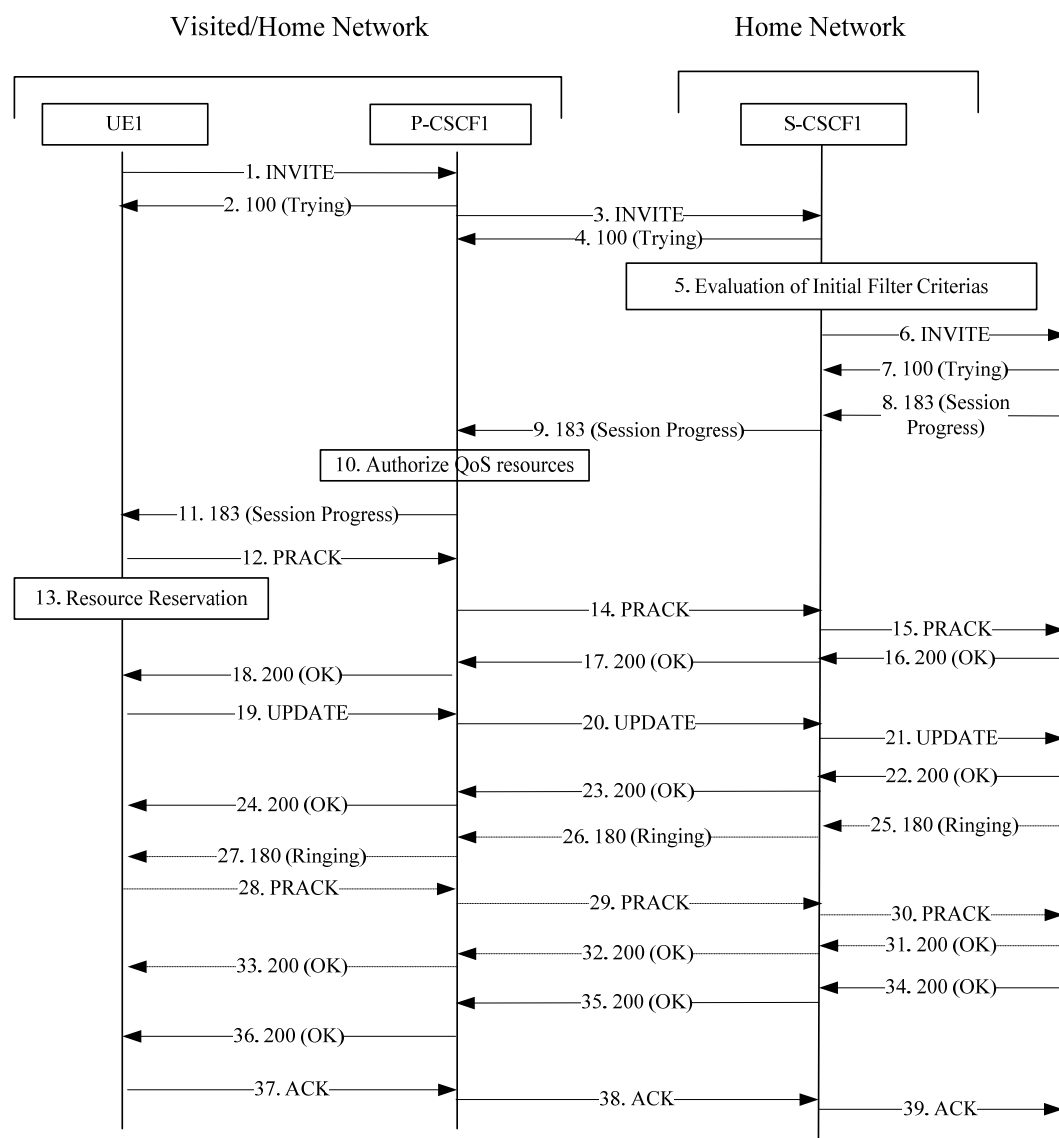 Visited/Home Network
Home Network
UE1
P-CSCF1
S-CSCF1
1. INVITE
2. 100 (Trying)
3. INVITE
4. 100 (Trying)
5. Evaluation of Initial Filter Criterias
6. INVITE
7. 100 (Trying)
8. 183 (Session
Progress)
9. 183 (Session Progress)
10. Authorize QoS resources
11. 183 (Session Progress)
12. PRACK
13. Resource Reservation
14. PRACK
15. PRACK
16. 200 (OK)
17. 200 (OK)
18. 200 (OK)
19. UPDATE
20. UPDATE
21. UPDATE
22. 200 (OK)
23. 200 (OK)
24. 200 (OK)
25. 180 (Ringing)
26. 180 (Ringing)
27. 180 (Ringing)
28. PRACK
29. PRACK
30. PRACK
31. 200 (OK)
32. 200 (OK)
33. 200 (OK)
34. 200 (OK)
35. 200 (OK)
36. 200 (OK)
37. ACK
38. ACK
39. ACK